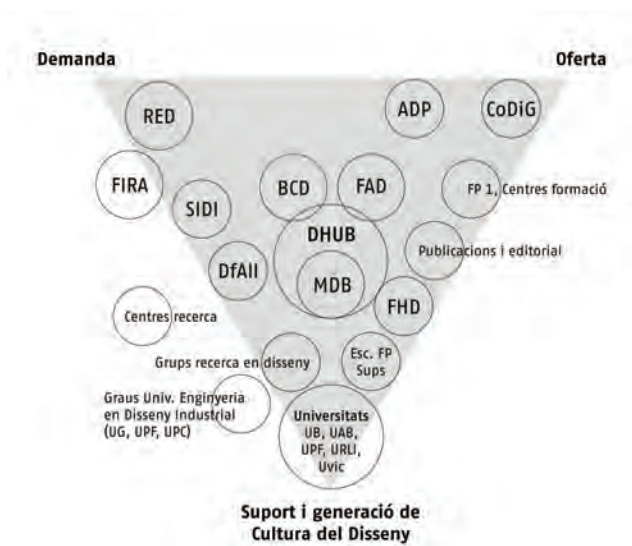 Demanda
Oferta
RED
ADP
CoDiG
FIRA
BCD
FAD
FP 1, Centres formació
SIDI
DHUB
Publicacions i editorial
DfAll
MDB
FHD
Centres recerca
Grups recerca en disseny
Esc. FP
Sups
Graus Univ. Enginyeria
en Disseny Industrial
(UG, UPF, UPC)
Universitats
UB, UAB,
UPF, URLI,
Uvic
Suport i generació de
Cultura del Disseny